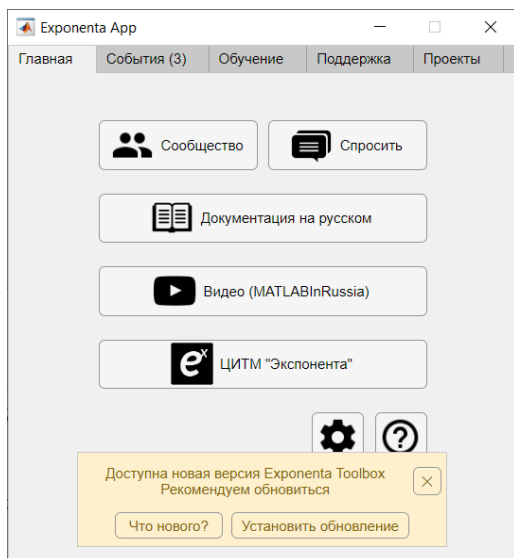 Exponenta App
Главная События (3) Обучение Поддержка Проекты
Сообщество Спросить
Документация на русском
Видео (MATLABInRussia)
eˣ ЦИТМ "Экспонента"
Доступна новая версия Exponenta Toolbox
Рекомендуем обновиться
Что нового? Установить обновление